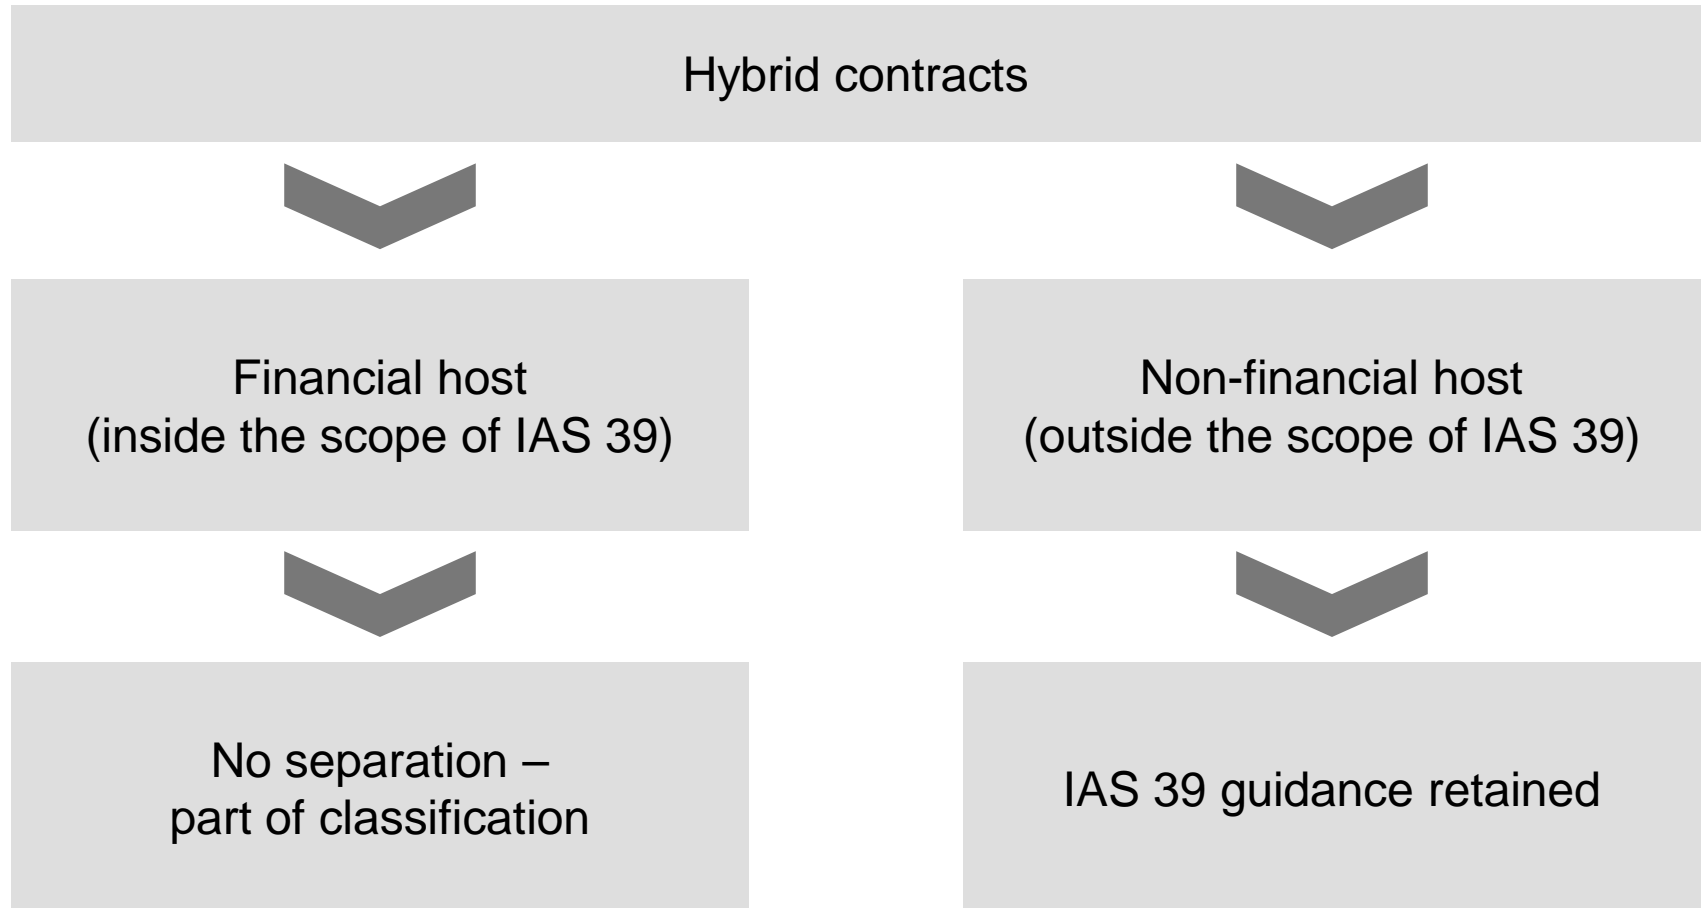 Hybrid contracts
Financial host
(inside the scope of IAS 39)
Non-financial host
(outside the scope of IAS 39)
No separation –
part of classification
IAS 39 guidance retained